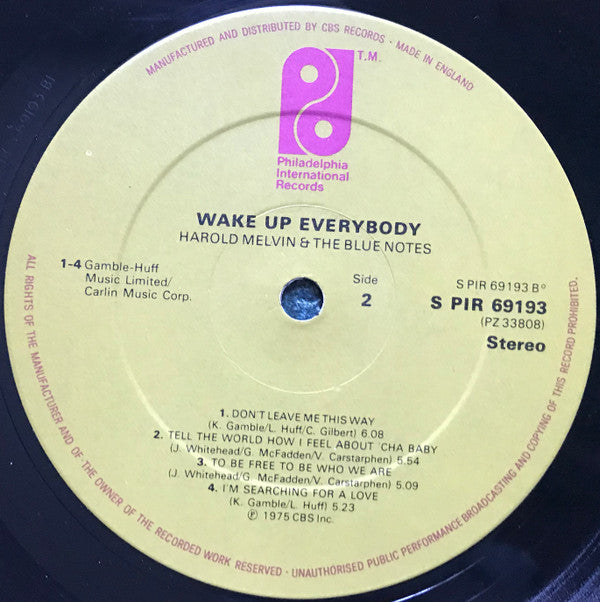 MANUFACTURED AND DISTRIBUTED BY CBS RECORDS · MADE IN ENGLAND
T.M.
Philadelphia
International
Records
WAKE UP EVERYBODY
HAROLD MELVIN & THE BLUE NOTES
1-4 Gamble-Huff
Music Limited/
Carlin Music Corp.
Side
2
S PIR 69193 B°
S PIR 69193
(PZ 33808)
Stereo
1. DON'T LEAVE ME THIS WAY
(K. Gamble/L. Huff/C. Gilbert) 6.08
2. TELL THE WORLD HOW I FEEL ABOUT 'CHA BABY
(J. Whitehead/G. McFadden/V. Carstarphen) 5.54
3. TO BE FREE TO BE WHO WE ARE
(J. Whitehead/G. McFadden/V. Carstarphen) 5.09
4. I'M SEARCHING FOR A LOVE
(K. Gamble/L. Huff) 5.23
℗ 1975 CBS Inc.
ALL RIGHTS OF THE MANUFACTURER AND OF THE OWNER OF THE RECORDED WORK RESERVED · UNAUTHORISED PUBLIC PERFORMANCE BROADCASTING AND COPYING OF THIS RECORD PROHIBITED.